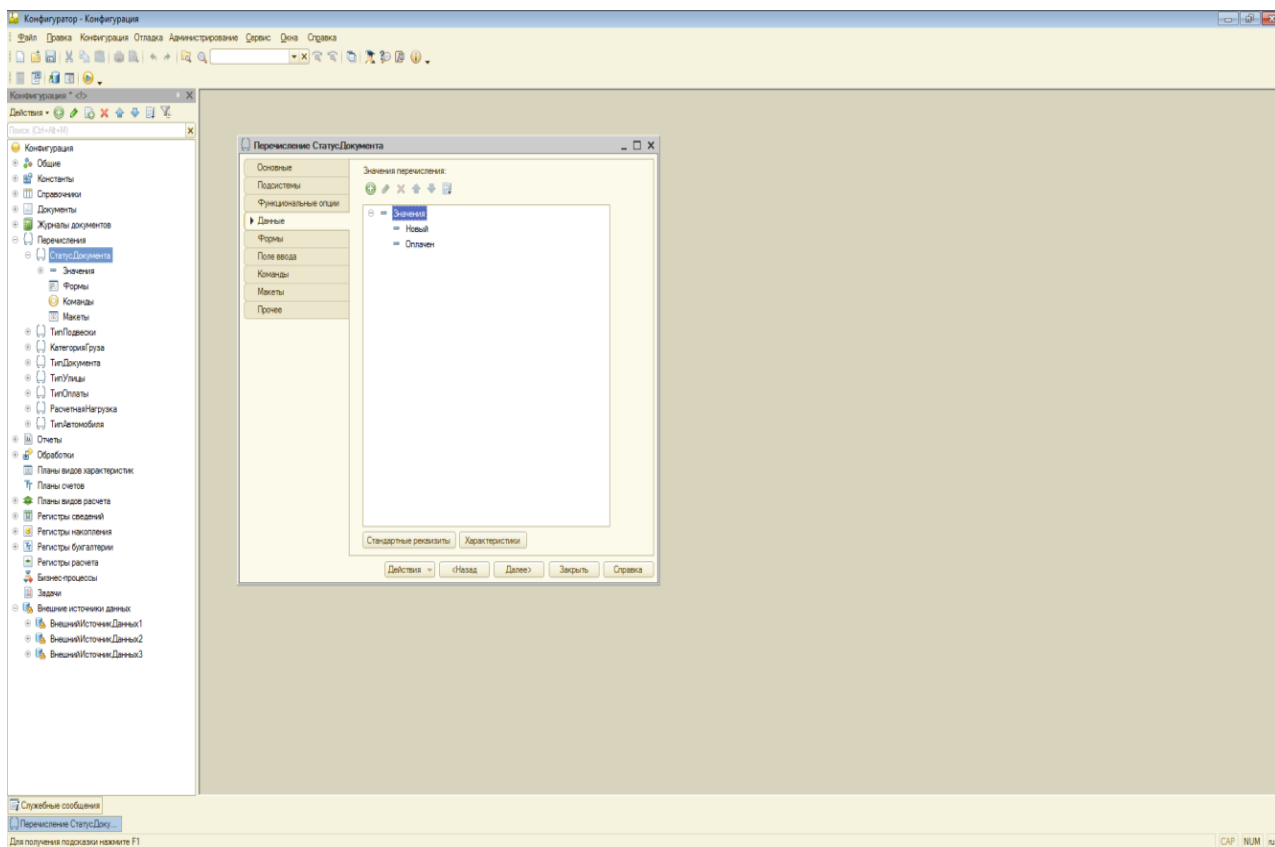 Конфигуратор - Конфигурация
Файл Правка Конфигурация Отладка Администрирование Сервис Окна Справка
Конфигурация * <!>
Действия
Поиск (Ctrl+Alt+M)
Конфигурация
Общие
Константы
Справочники
Документы
Журналы документов
Перечисления
СтатусДокумента
Значения
Формы
Команды
Макеты
ТипПодвески
КатегорияГруза
ТипДокумента
ТипУлицы
ТипОплаты
РасчетнаяНагрузка
ТипАвтомобиля
Отчеты
Обработки
Планы видов характеристик
Планы счетов
Планы видов расчета
Регистры сведений
Регистры накопления
Регистры бухгалтерии
Регистры расчета
Бизнес-процессы
Задачи
Внешние источники данных
ВнешнийИсточникДанных1
ВнешнийИсточникДанных2
ВнешнийИсточникДанных3
Перечисление СтатусДокумента
Основные
Подсистемы
Функциональные опции
Данные
Формы
Поле ввода
Команды
Макеты
Прочее
Значения перечисления:
Значения
Новый
Оплачен
Стандартные реквизиты Характеристики
Действия <Назад Далее> Закрыть Справка
Служебные сообщения
Перечисление СтатусДоку...
Для получения подсказки нажмите F1
CAP NUM ru